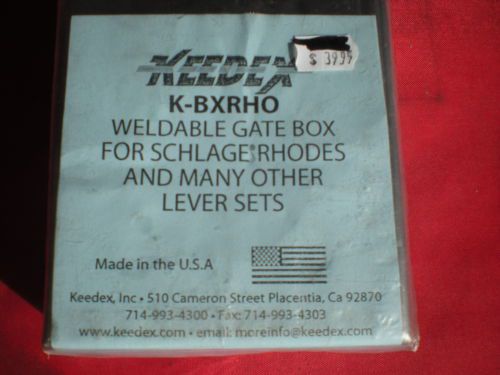 KEEDEX
$ 39.95
K-BXRHO
WELDABLE GATE BOX
FOR SCHLAGE RHODES
AND MANY OTHER
LEVER SETS
Made in the U.S.A
Keedex, Inc • 510 Cameron Street Placentia, Ca 92870
714-993-4300 • Fax: 714-993-4303
www.keedex.com • email: moreinfo@keedex.com